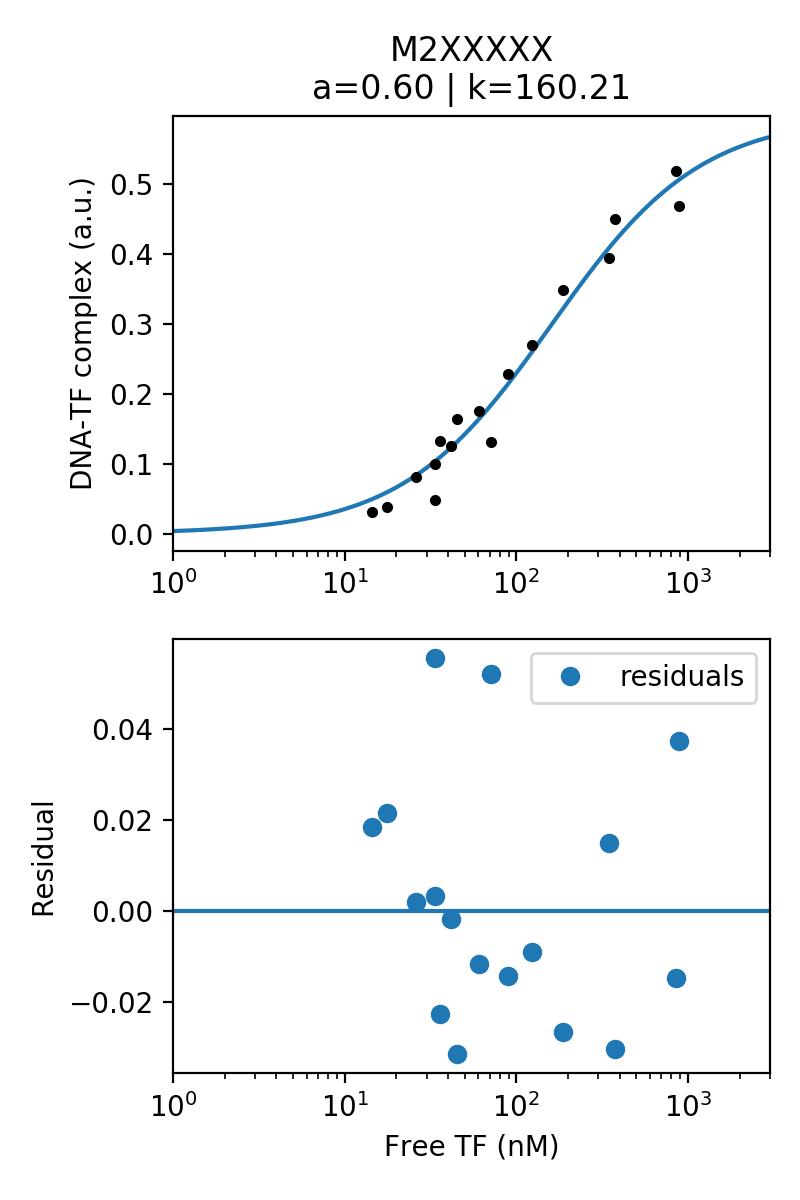 M2XXXXX
a=0.60 | k=160.21
DNA-TF complex (a.u.)
0.5
0.4
0.3
0.2
0.1
0.0
10⁰ 10¹ 10² 10³
Residual
residuals
0.04
0.02
0.00
−0.02
10⁰ 10¹ 10² 10³
Free TF (nM)